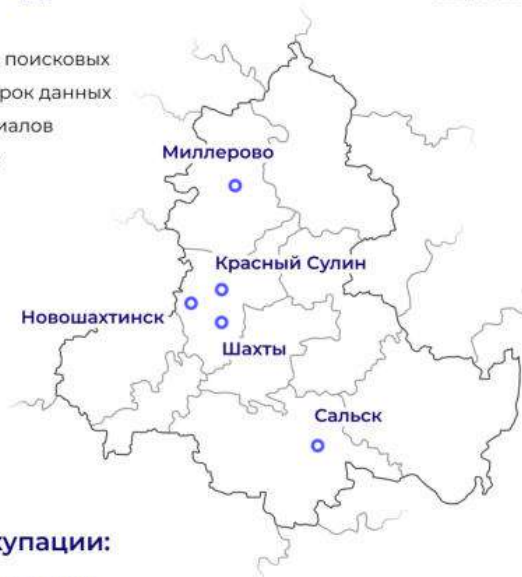 поисковых
рок данных
иалов
Миллерово
Красный Сулин
Новошахтинск
Шахты
Сальск
купации: